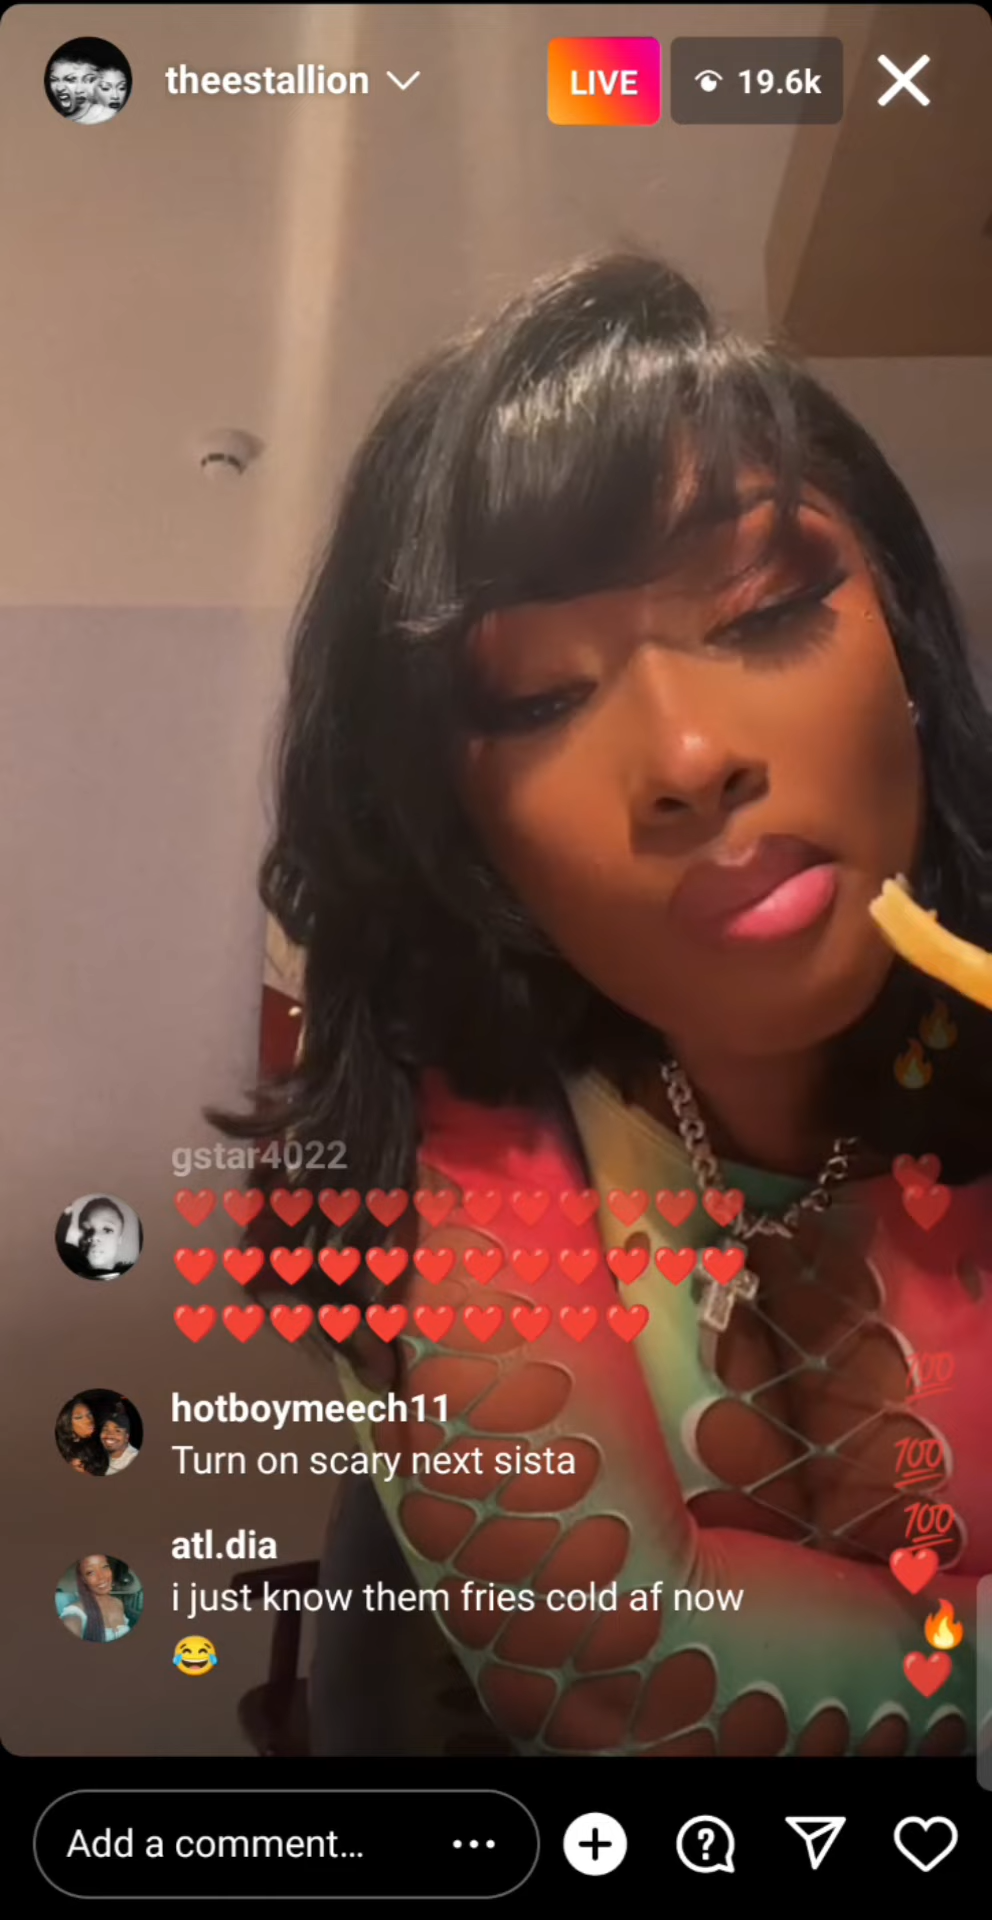 theestallion
LIVE
19.6k
gstar4022
❤️❤️❤️❤️❤️❤️❤️❤️❤️❤️❤️❤️
❤️❤️❤️❤️❤️❤️❤️❤️❤️❤️❤️❤️
❤️❤️❤️❤️❤️❤️❤️❤️❤️❤️
hotboymeech11
Turn on scary next sista
atl.dia
i just know them fries cold af now
😂
💯
💯
💯
Add a comment...